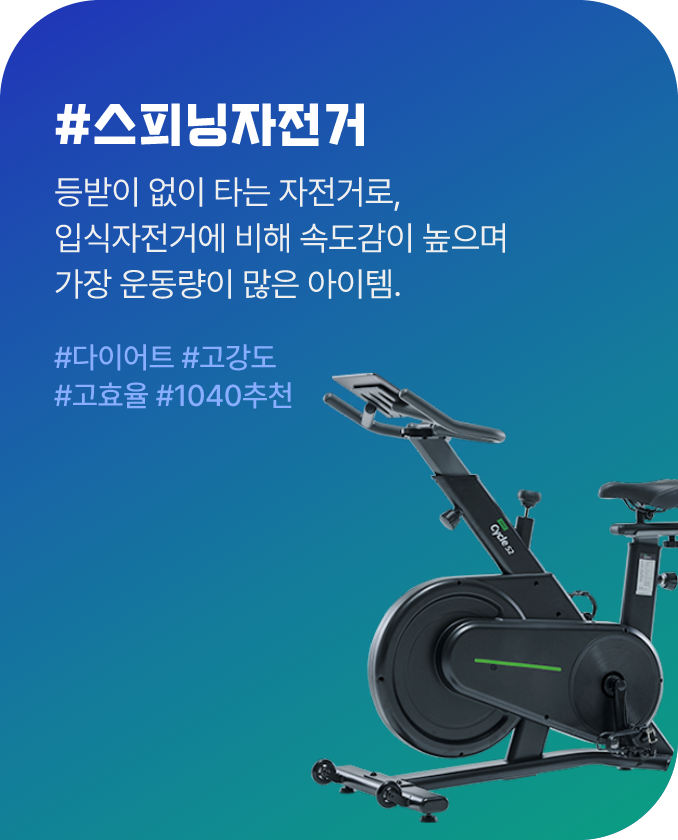 #스피닝자전거
등받이 없이 타는 자전거로,
입식자전거에 비해 속도감이 높으며
가장 운동량이 많은 아이템.
#다이어트 #고강도
#고효율 #1040추천
Cycle S2